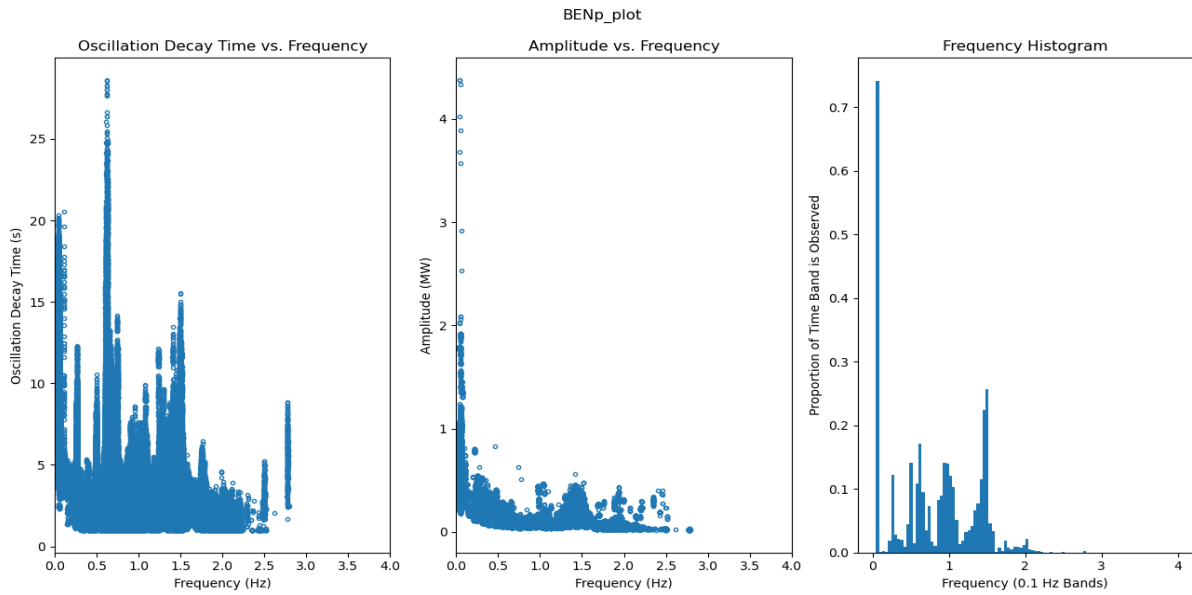 BENp_plot
Oscillation Decay Time vs. Frequency
Oscillation Decay Time (s)
25
20
15
10
5
0
0.0 0.5 1.0 1.5 2.0 2.5 3.0 3.5 4.0
Frequency (Hz)
Amplitude vs. Frequency
Amplitude (MW)
4
3
2
1
0
0.0 0.5 1.0 1.5 2.0 2.5 3.0 3.5 4.0
Frequency (Hz)
Frequency Histogram
Proportion of Time Band is Observed
0.7
0.6
0.5
0.4
0.3
0.2
0.1
0.0
0 1 2 3 4
Frequency (0.1 Hz Bands)